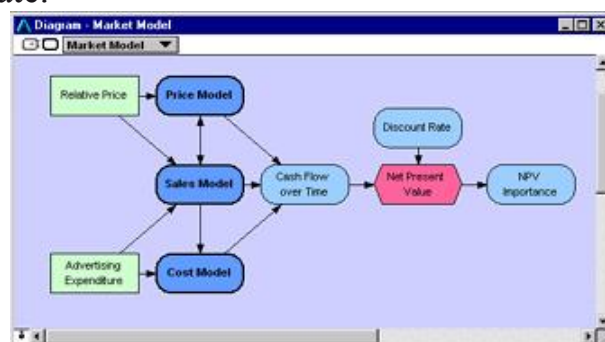 Diagram - Market Model
Market Model
Relative Price
Price Model
Discount Rate
Sales Model
Cash Flow
over Time
Net Present
Value
NPV
Importance
Advertising
Expenditure
Cost Model